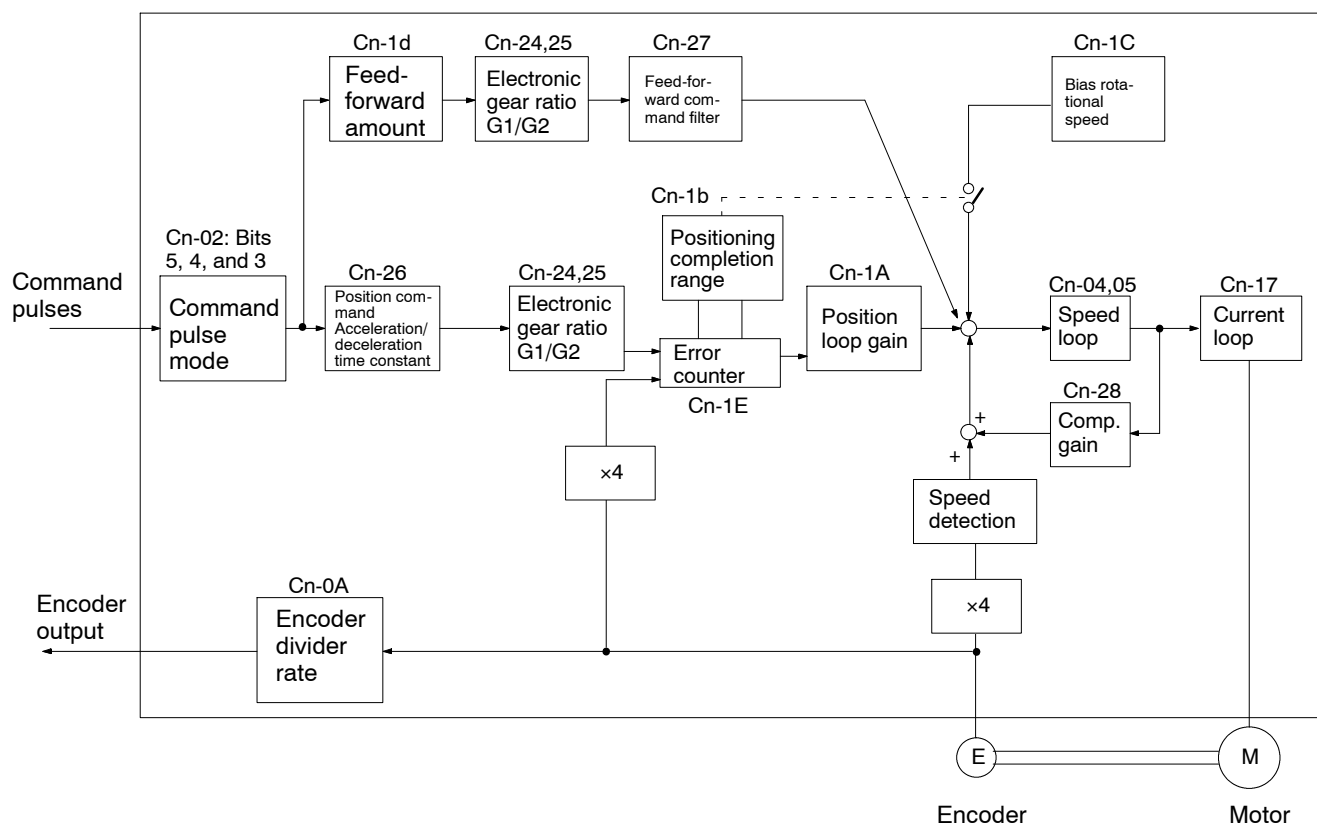 Cn-1d
Feed-
forward
amount
Cn-24,25
Electronic
gear ratio
G1/G2
Cn-27
Feed-for-
ward com-
mand filter
Cn-1C
Bias rota-
tional
speed
Command
pulses
Cn-02: Bits
5, 4, and 3
Command
pulse
mode
Cn-26
Position com-
mand
Acceleration/
deceleration
time constant
Cn-24,25
Electronic
gear ratio
G1/G2
Cn-1b
Positioning
completion
range
Error
counter
Cn-1E
Cn-1A
Position
loop gain
Cn-04,05
Speed
loop
Cn-17
Current
loop
Cn-28
Comp.
gain
+
+
×4
Speed
detection
×4
Encoder
output
Cn-0A
Encoder
divider
rate
E
M
Encoder
Motor